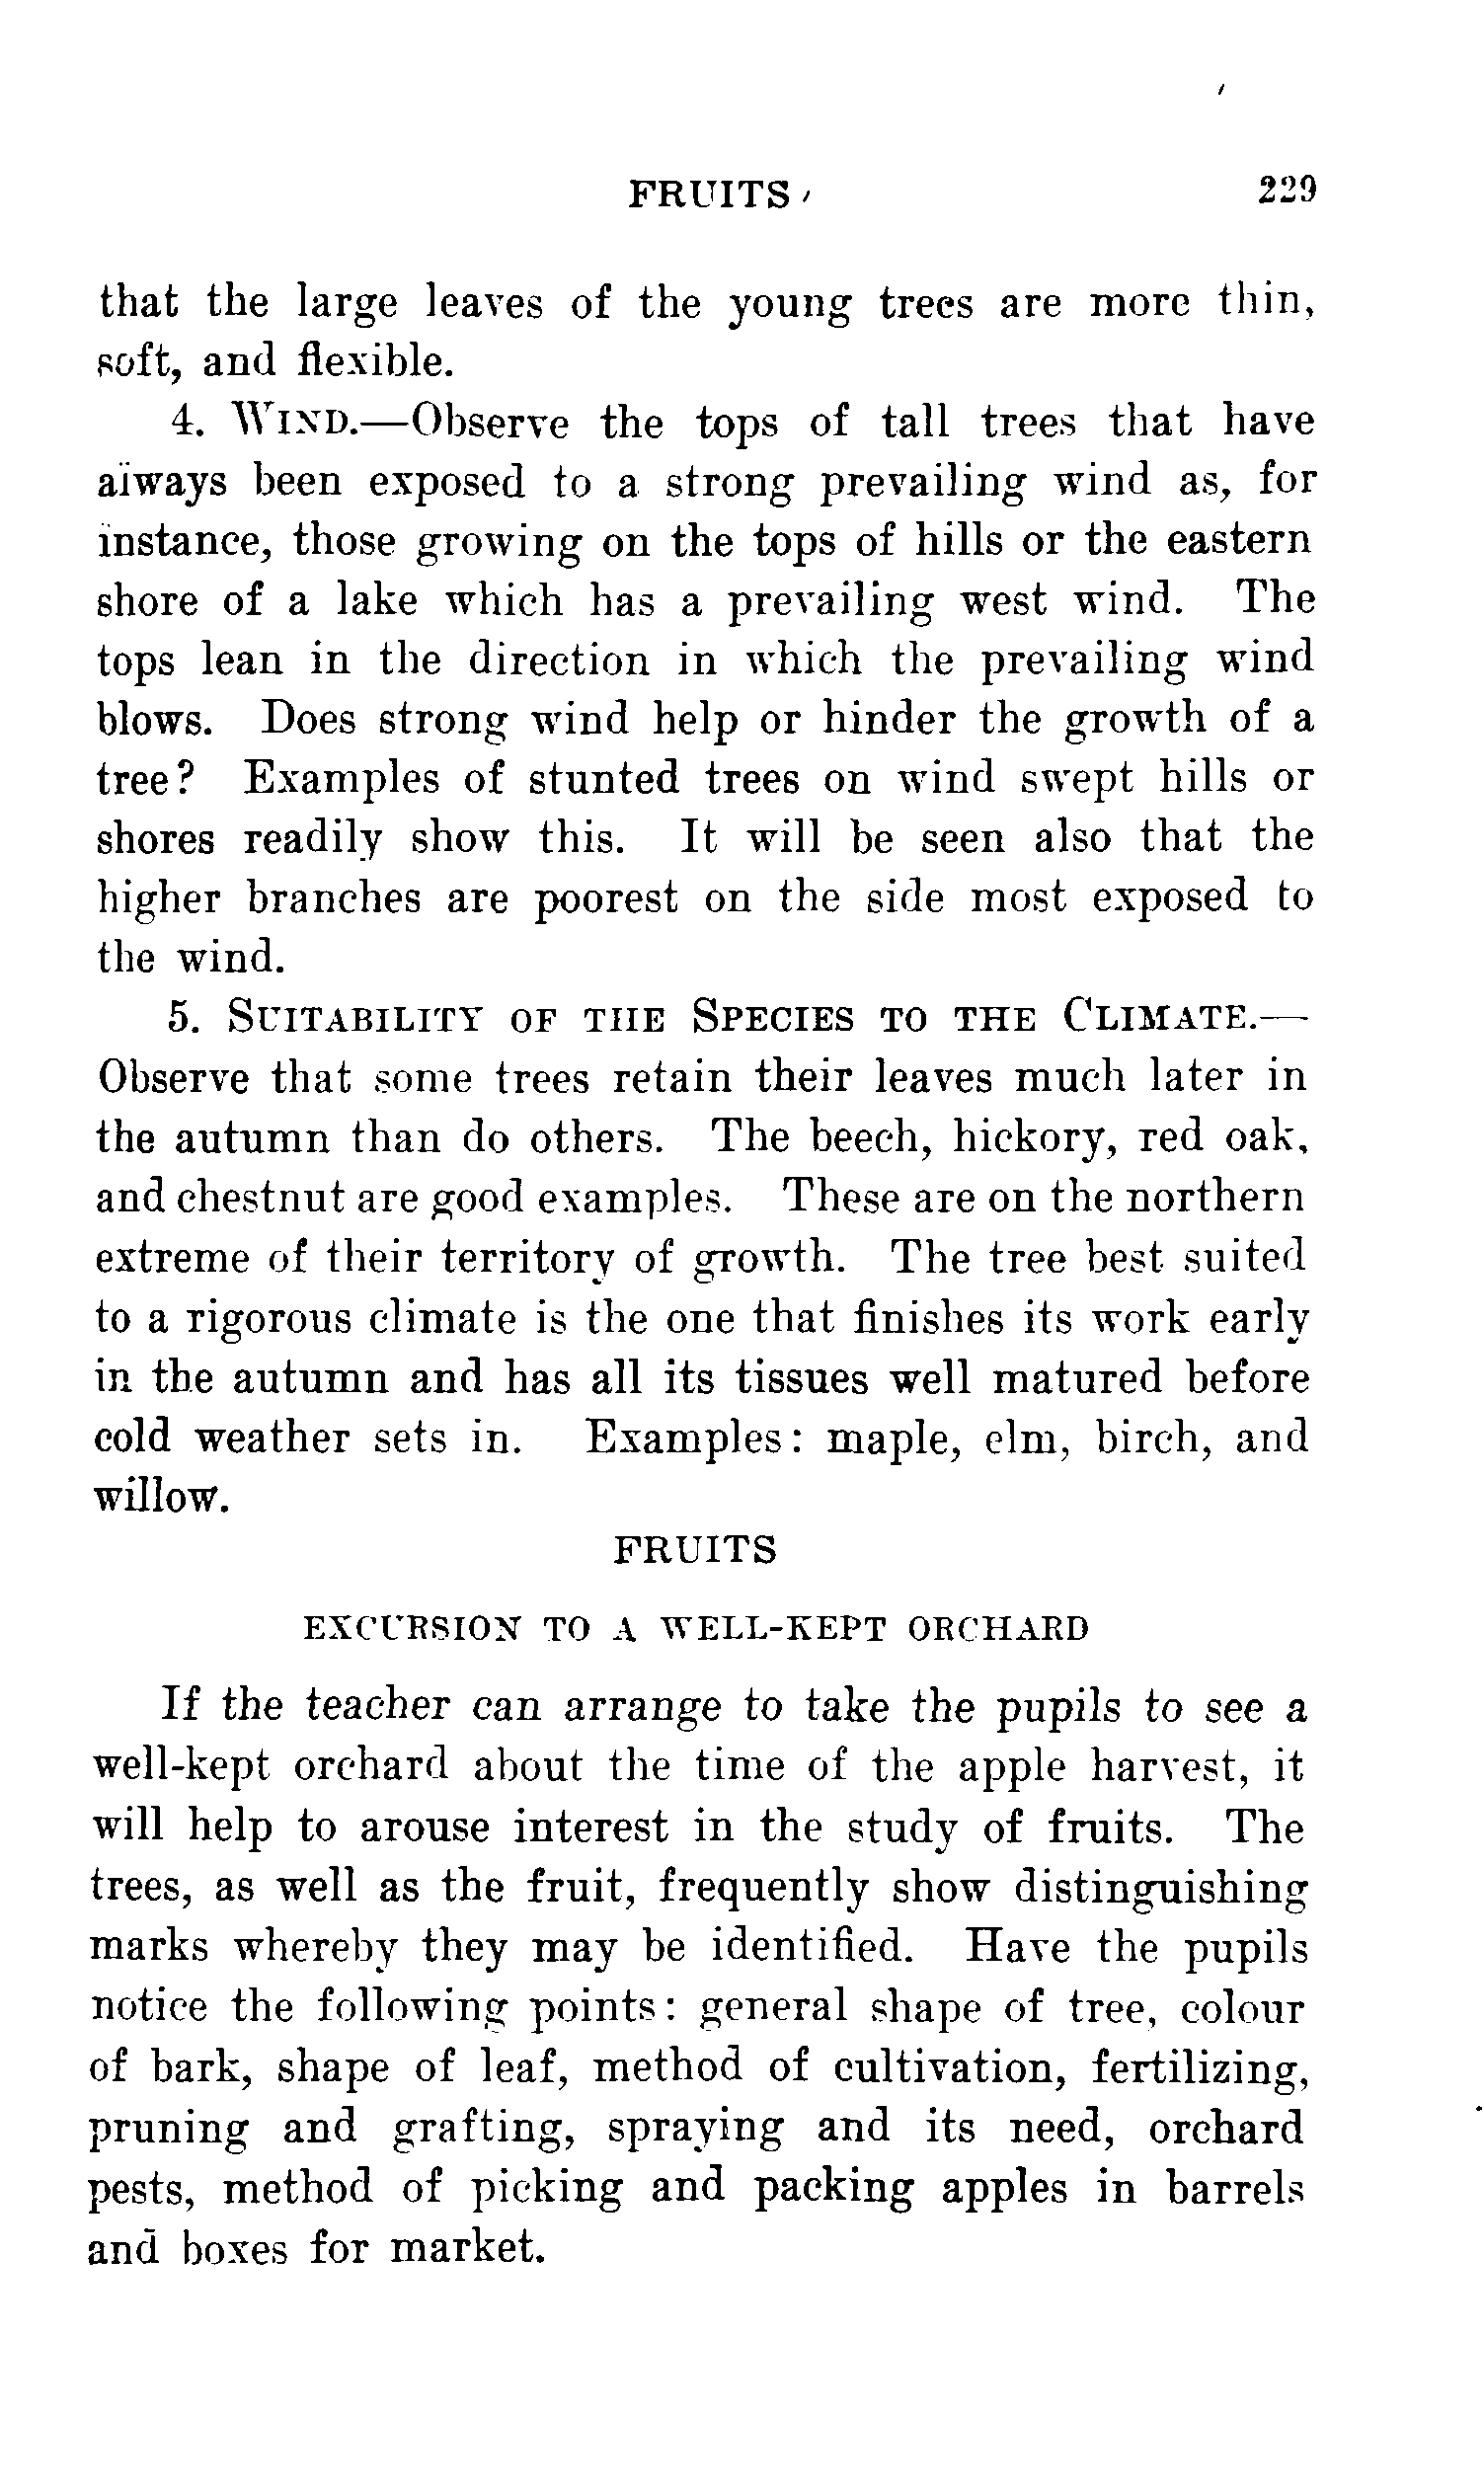 FRUITS 229
that the large leaves of the young trees are more thin,
soft, and flexible.
4. WIND.—Observe the tops of tall trees that have
always been exposed to a strong prevailing wind as, for
instance, those growing on the tops of hills or the eastern
shore of a lake which has a prevailing west wind. The
tops lean in the direction in which the prevailing wind
blows. Does strong wind help or hinder the growth of a
tree? Examples of stunted trees on wind swept hills or
shores readily show this. It will be seen also that the
higher branches are poorest on the side most exposed to
the wind.
5. SUITABILITY OF THE SPECIES TO THE CLIMATE.—
Observe that some trees retain their leaves much later in
the autumn than do others. The beech, hickory, red oak,
and chestnut are good examples. These are on the northern
extreme of their territory of growth. The tree best suited
to a rigorous climate is the one that finishes its work early
in the autumn and has all its tissues well matured before
cold weather sets in. Examples: maple, elm, birch, and
willow.
FRUITS
EXCURSION TO A WELL-KEPT ORCHARD
If the teacher can arrange to take the pupils to see a
well-kept orchard about the time of the apple harvest, it
will help to arouse interest in the study of fruits. The
trees, as well as the fruit, frequently show distinguishing
marks whereby they may be identified. Have the pupils
notice the following points: general shape of tree, colour
of bark, shape of leaf, method of cultivation, fertilizing,
pruning and grafting, spraying and its need, orchard
pests, method of picking and packing apples in barrels
and boxes for market.